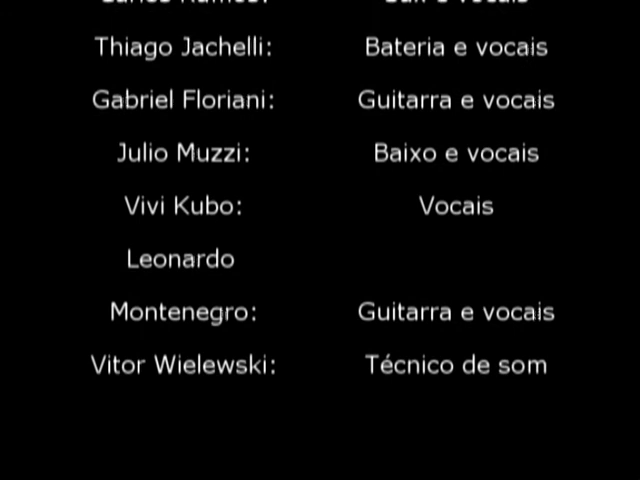 Thiago Jachelli: Bateria e vocais
Gabriel Floriani: Guitarra e vocais
Julio Muzzi: Baixo e vocais
Vivi Kubo: Vocais
Leonardo
Montenegro: Guitarra e vocais
Vitor Wielewski: Técnico de som